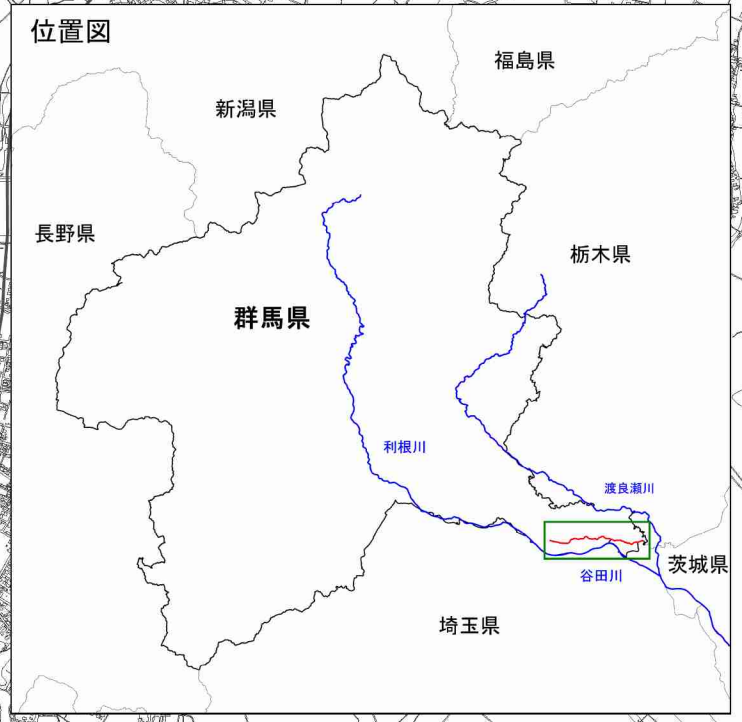 位置図
福島県
新潟県
長野県
栃木県
群馬県
利根川
渡良瀬川
茨城県
谷田川
埼玉県